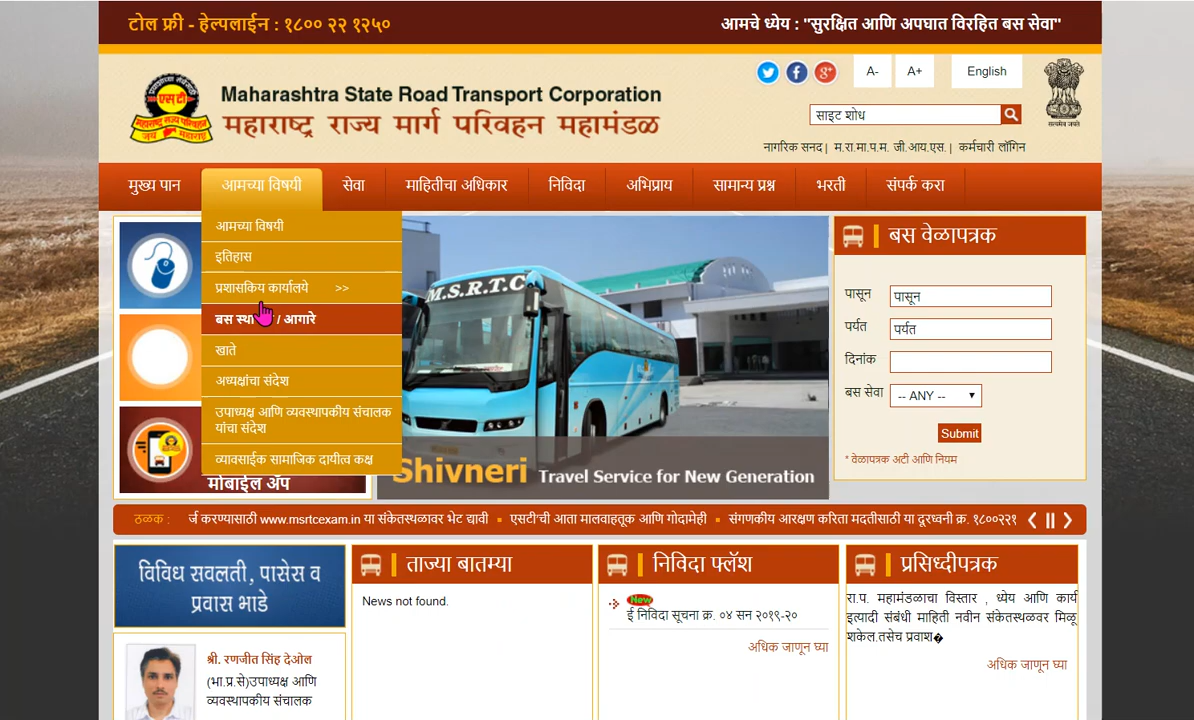 टोल फ्री - हेल्पलाईन : १८०० २२ १२५०
आमचे ध्येय : "सुरक्षित आणि अपघात विरहित बस सेवा"
A-
A+
English
Maharashtra State Road Transport Corporation
महाराष्ट्र राज्य मार्ग परिवहन महामंडळ
साइट शोध
नागरिक सनद | म.रा.मा.प.म. जी.आय.एस. | कर्मचारी लॉगिन
मुख्य पान आमच्या विषयी सेवा माहितीचा अधिकार निविदा अभिप्राय सामान्य प्रश्न भरती संपर्क करा
आमच्या विषयी
इतिहास
प्रशासकिय कार्यालये >>
बस / आगारे
खाते
अध्यक्षांचा संदेश
उपाध्यक्ष आणि व्यवस्थापकीय संचालक
यांचा संदेश
व्यावसाईक सामाजिक दायीत्व कक्ष
मोबाईल अ‍ॅप
M.S.R.T.C
Shivneri Travel Service for New Generation
बस वेळापत्रक
पासून पासून
पर्यंत पर्यंत
दिनांक
बस सेवा -- ANY --
Submit
* वेळापत्रक अटी आणि नियम
ठळक : र्ज करण्यासाठी www.msrtcexam.in या संकेतस्थळावर भेट द्यावी एसटी'ची आता मालवाहतूक आणि गोदामेही संगणकीय आरक्षण करिता मदतीसाठी या दूरध्वनी क्र. १८००२२१
विविध सवलती, पासेस व
प्रवास भाडे
श्री. रणजीत सिंह देओल
(भा.प्र.से)उपाध्यक्ष आणि
व्यवस्थापकीय संचालक
ताज्या बातम्या
News not found.
निविदा फ्लॅश
New
ई निविदा सूचना क्र. ०४ सन २०१९-२०
अधिक जाणून घ्या
प्रसिध्दीपत्रक
रा.प. महामंडळाचा विस्तार , ध्येय आणि कार्य
इत्यादी संबंधी माहिती नवीन संकेतस्थळवर मिळू
शकेल.तसेच प्रवाश�
अधिक जाणून घ्या